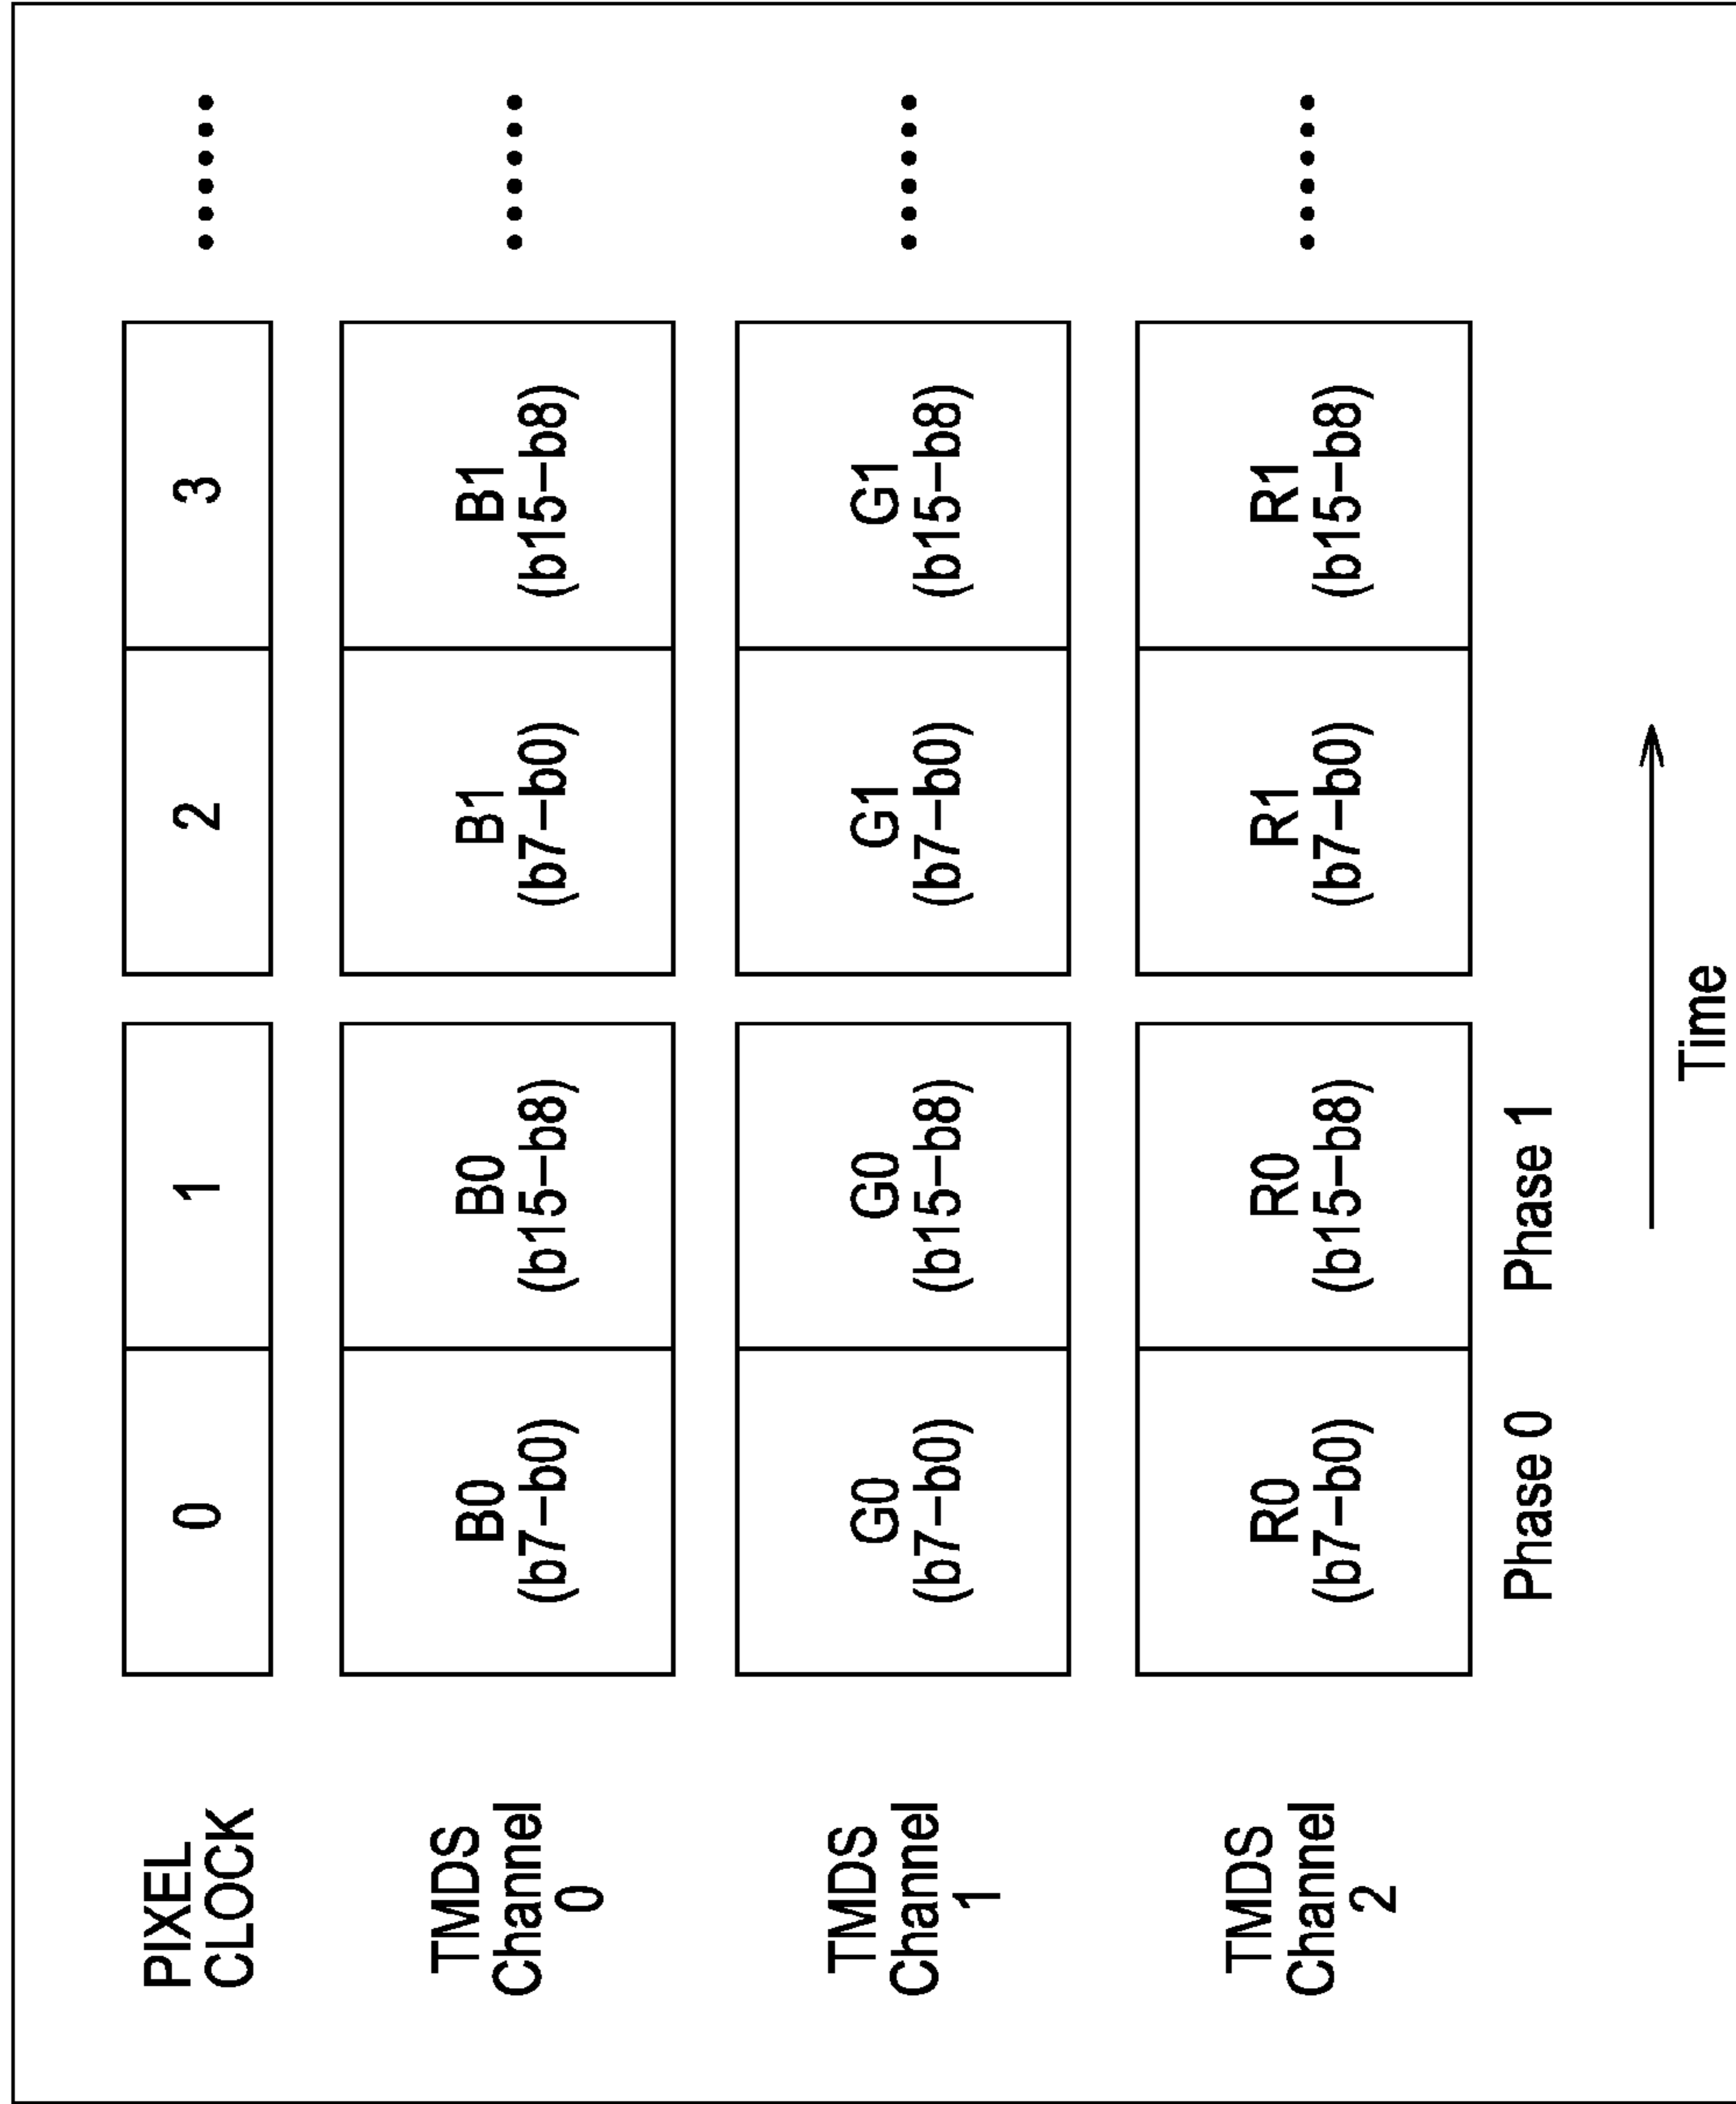 PIXEL
CLOCK
0
1
2
3
••••••
TMDS
Channel
0
B0
(b7–b0)
B0
(b15–b8)
B1
(b7–b0)
B1
(b15–b8)
••••••
TMDS
Channel
1
G0
(b7–b0)
G0
(b15–b8)
G1
(b7–b0)
G1
(b15–b8)
••••••
TMDS
Channel
2
R0
(b7–b0)
R0
(b15–b8)
R1
(b7–b0)
R1
(b15–b8)
••••••
Phase 0
Phase 1
Time